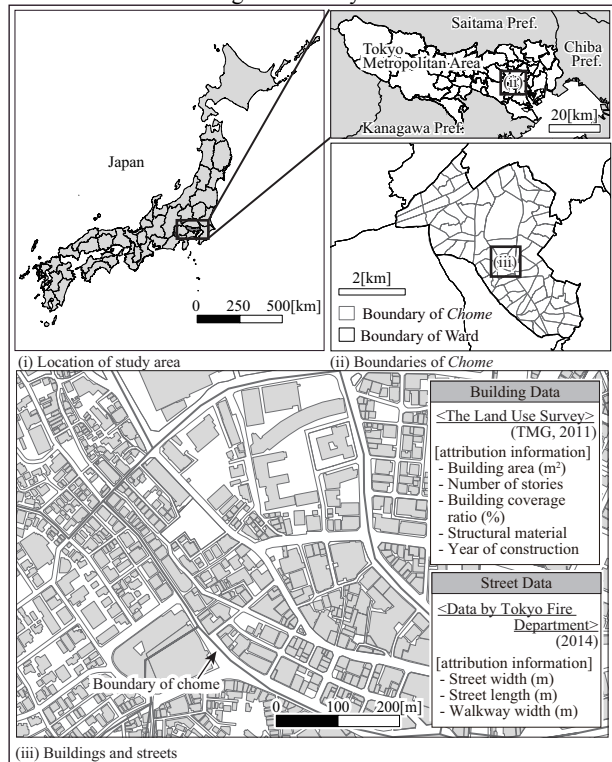 Saitama Pref.
Tokyo
Metropolitan Area
Chiba
Pref.
(ii)
20[km]
Kanagawa Pref.
Japan
0 250 500[km]
(i) Location of study area
(iii)
2[km]
Boundary of Chome
Boundary of Ward
(ii) Boundaries of Chome
Building Data
<The Land Use Survey>
(TMG, 2011)
[attribution information]
- Building area (m²)
- Number of stories
- Building coverage
ratio (%)
- Structural material
- Year of construction
Street Data
<Data by Tokyo Fire
Department>
(2014)
[attribution information]
- Street width (m)
- Street length (m)
- Walkway width (m)
Boundary of chome
0 100 200[m]
(iii) Buildings and streets